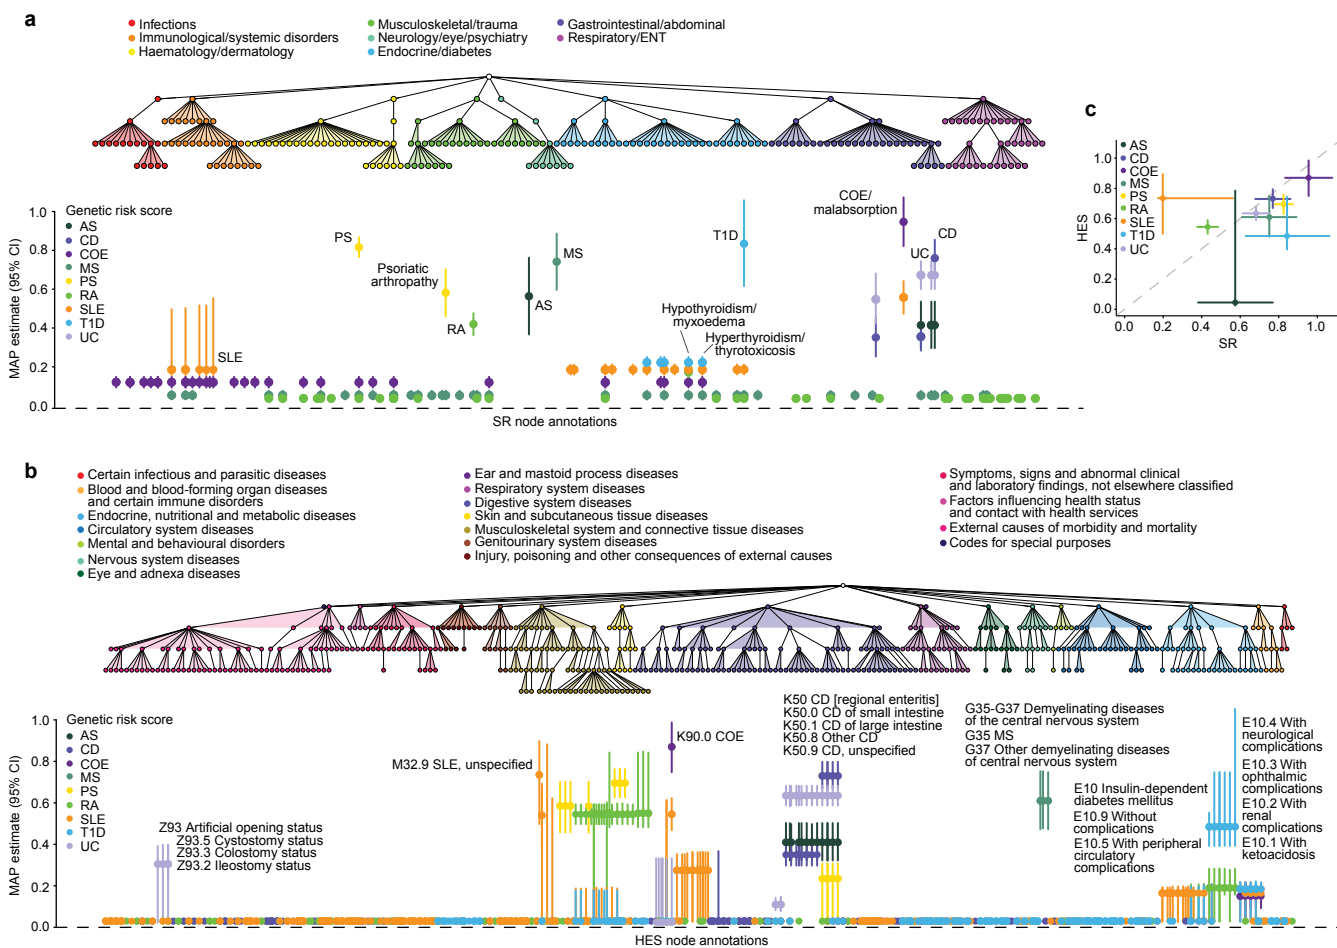 a
Infections
Immunological/systemic disorders
Haematology/dermatology
Musculoskeletal/trauma
Neurology/eye/psychiatry
Endocrine/diabetes
Gastrointestinal/abdominal
Respiratory/ENT
MAP estimate (95% CI)
1.0
0.8
0.6
0.4
0.2
0.0
Genetic risk score
AS
CD
COE
MS
PS
RA
SLE
T1D
UC
SLE
PS
Psoriatic
arthropathy
RA
AS
MS
T1D
Hypothyroidism/
myxoedema
Hyperthyroidism/
thyrotoxicosis
COE/
malabsorption
UC
CD
SR node annotations
c
AS
CD
COE
MS
PS
RA
SLE
T1D
UC
HES
1.0
0.8
0.6
0.4
0.2
0.0
0.0
0.2
0.4
0.6
0.8
1.0
SR
b
Certain infectious and parasitic diseases
Blood and blood-forming organ diseases
and certain immune disorders
Endocrine, nutritional and metabolic diseases
Circulatory system diseases
Mental and behavioural disorders
Nervous system diseases
Eye and adnexa diseases
Ear and mastoid process diseases
Respiratory system diseases
Digestive system diseases
Skin and subcutaneous tissue diseases
Musculoskeletal system and connective tissue diseases
Genitourinary system diseases
Injury, poisoning and other consequences of external causes
Symptoms, signs and abnormal clinical
and laboratory findings, not elsewhere classified
Factors influencing health status
and contact with health services
External causes of morbidity and mortality
Codes for special purposes
MAP estimate (95% CI)
1.0
0.8
0.6
0.4
0.2
0.0
Genetic risk score
AS
CD
COE
MS
PS
RA
SLE
T1D
UC
Z93 Artificial opening status
Z93.5 Cystostomy status
Z93.3 Colostomy status
Z93.2 Ileostomy status
M32.9 SLE, unspecified
K90.0 COE
K50 CD [regional enteritis]
K50.0 CD of small intestine
K50.1 CD of large intestine
K50.8 Other CD
K50.9 CD, unspecified
G35-G37 Demyelinating diseases
of the central nervous system
G35 MS
G37 Other demyelinating diseases
of central nervous system
E10 Insulin-dependent
diabetes mellitus
E10.9 Without
complications
E10.5 With peripheral
circulatory
complications
E10.4 With
neurological
complications
E10.3 With
ophthalmic
complications
E10.2 With
renal
complications
E10.1 With
ketoacidosis
HES node annotations